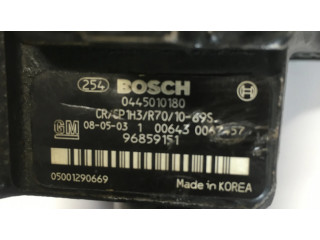 254 BOSCH
0445010180
CR/CP1H3/R70/10-89S
GM 08-05-03 1 00643
96859151
05001290669 Made in KOREA